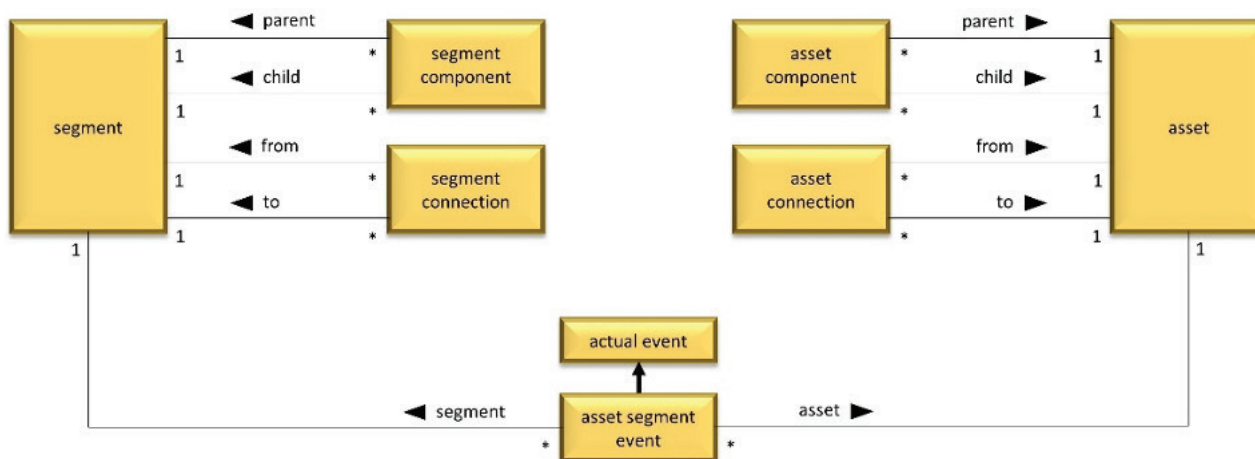 ◄ parent
parent ►
1
*
segment
component
*
asset
component
1
◄ child
child ►
1
*
*
1
segment
asset
◄ from
from ►
1
*
segment
connection
*
asset
connection
1
◄ to
to ►
1
*
*
1
1
1
actual event
◄ segment
asset segment
event
asset ►
*
*